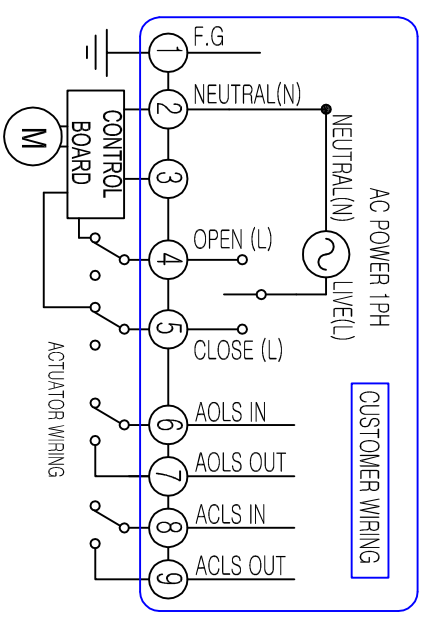 1
F.G
2
NEUTRAL(N)
3
4
OPEN (L)
5
CLOSE (L)
6
AOLS IN
7
AOLS OUT
8
ACLS IN
9
ACLS OUT
M
CONTROL
BOARD
ACTUATOR WIRING
NEUTRAL(N)
LIVE(L)
AC POWER 1PH
CUSTOMER WIRING